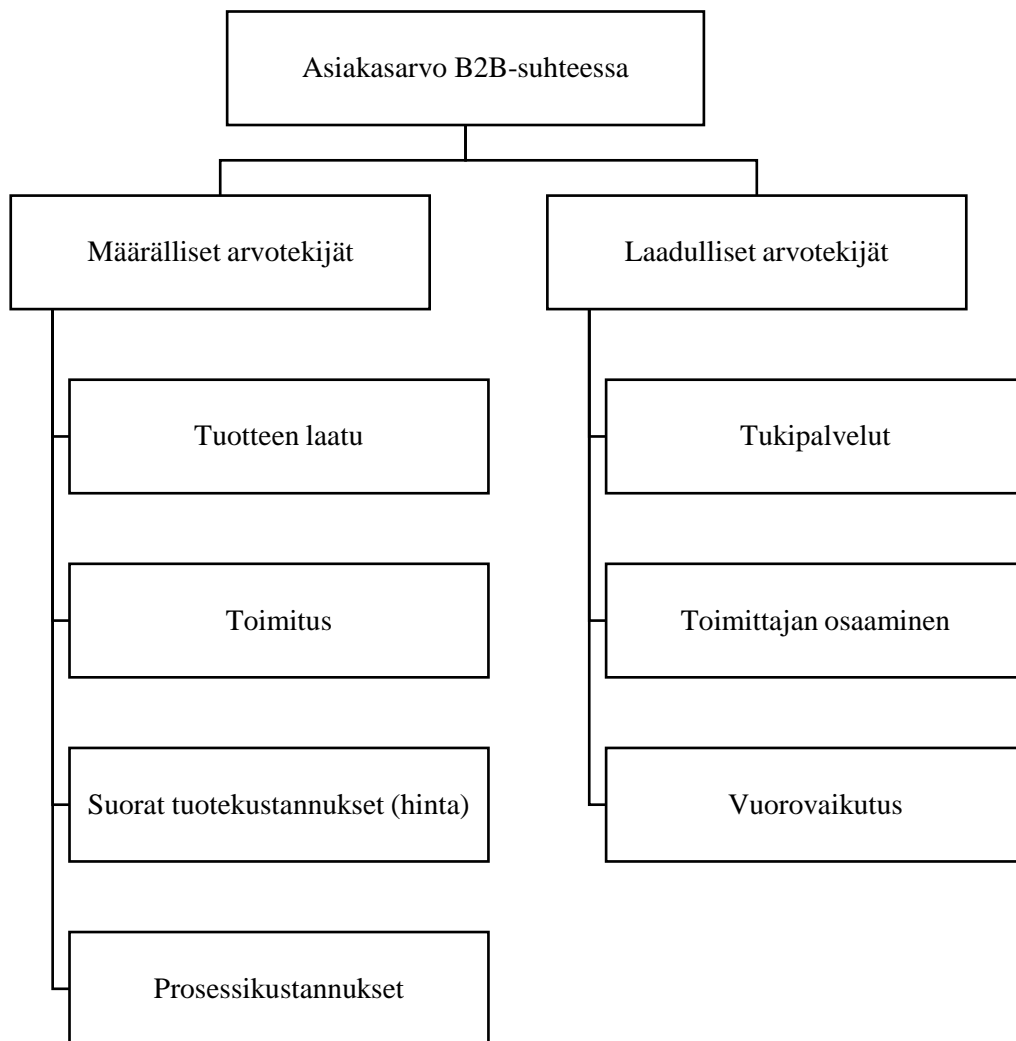 Asiakasarvo B2B-suhteessa
Määrälliset arvotekijät
Tuotteen laatu
Toimitus
Suorat tuotekustannukset (hinta)
Prosessikustannukset
Laadulliset arvotekijät
Tukipalvelut
Toimittajan osaaminen
Vuorovaikutus